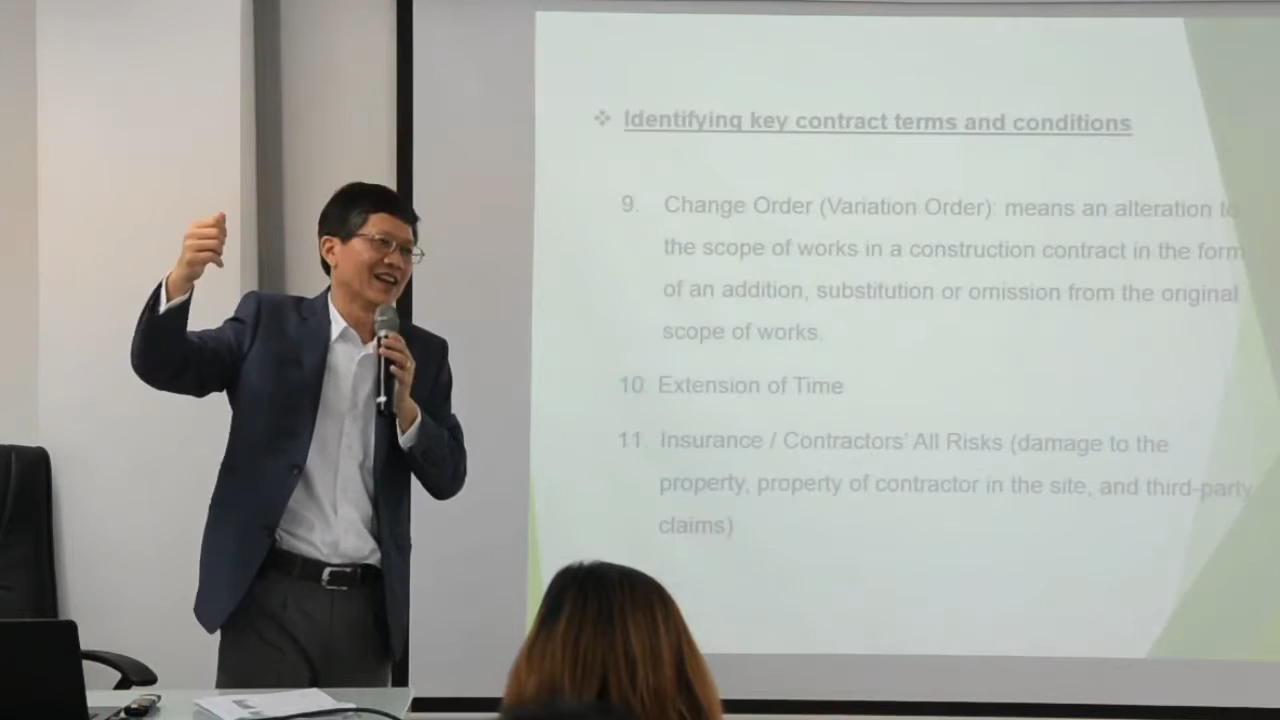 ❖ Identifying key contract terms and conditions
9. Change Order (Variation Order): means an alteration to
the scope of works in a construction contract in the form
of an addition, substitution or omission from the original
scope of works.
10. Extension of Time
11. Insurance / Contractors' All Risks (damage to the
property, property of contractor in the site, and third-party
claims)